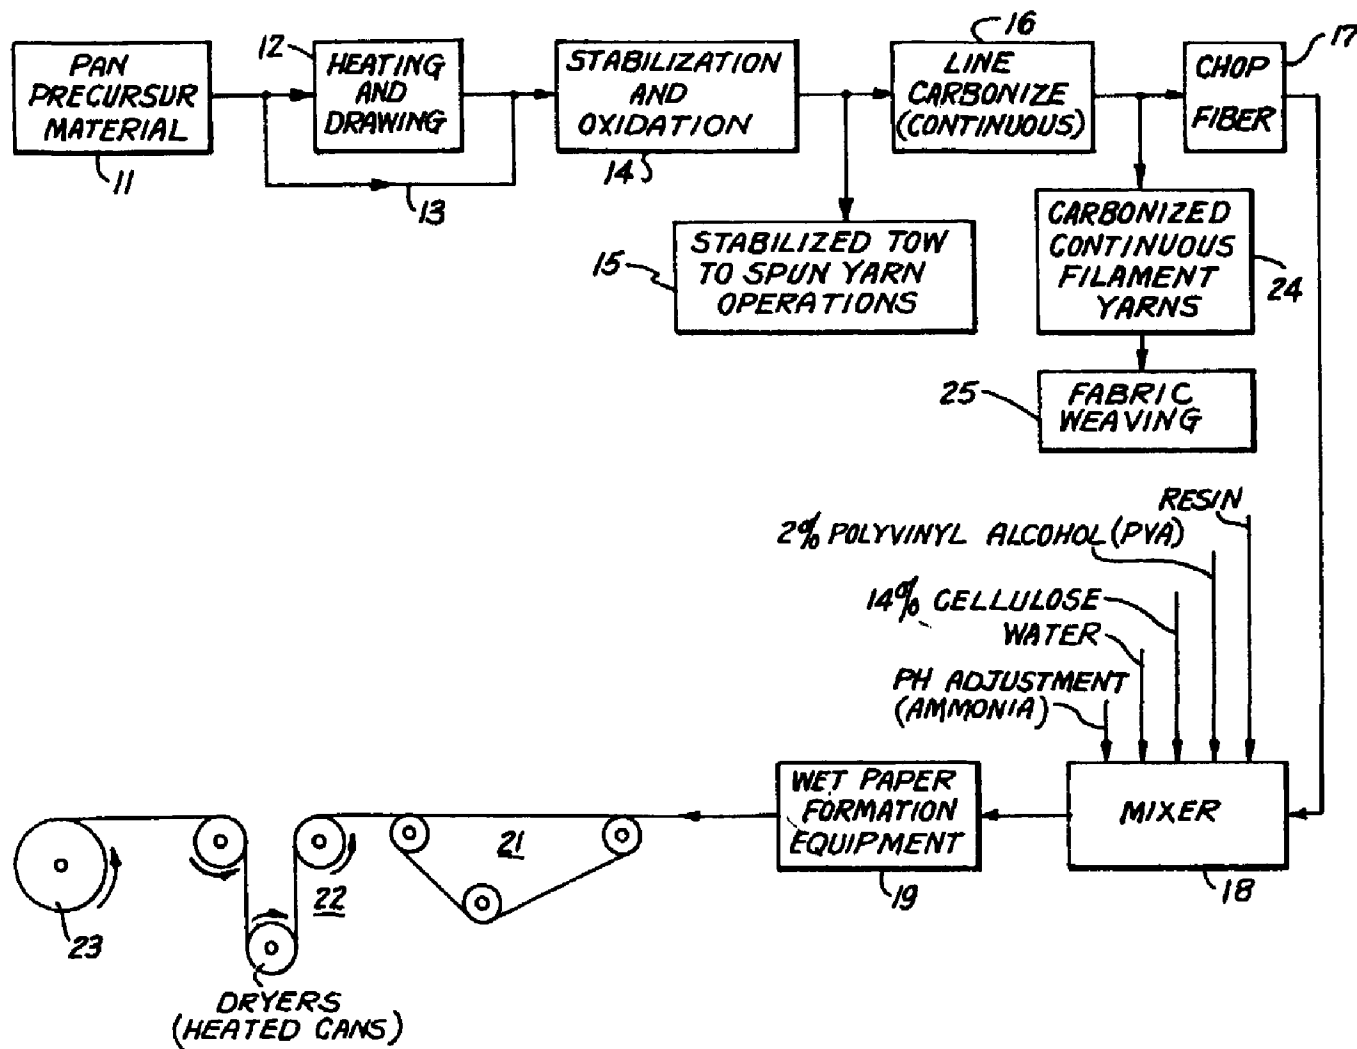 PAN
PRECURSUR
MATERIAL
11
12
HEATING
AND
DRAWING
13
STABILIZATION
AND
OXIDATION
14
15
STABILIZED TOW
TO SPUN YARN
OPERATIONS
16
LINE
CARBONIZE
(CONTINUOUS)
17
CHOP
FIBER
CARBONIZED
CONTINUOUS
FILAMENT
YARNS
24
25
FABRIC
WEAVING
RESIN
2% POLYVINYL ALCOHOL (PVA)
14% CELLULOSE
WATER
PH ADJUSTMENT
(AMMONIA)
MIXER
18
WET PAPER
FORMATION
EQUIPMENT
19
21
22
23
DRYERS
(HEATED CANS)